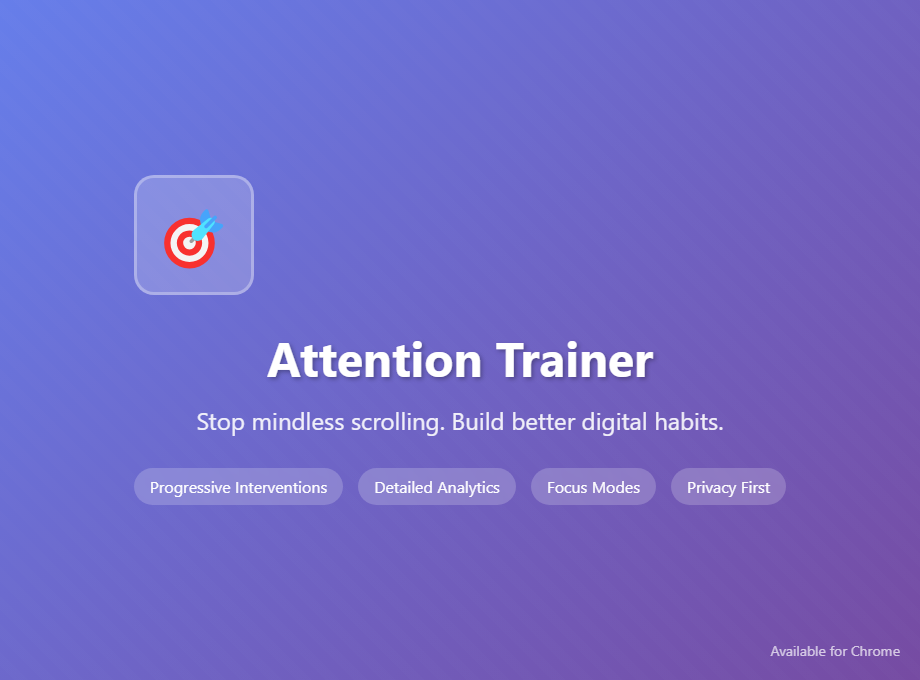 Attention Trainer
Stop mindless scrolling. Build better digital habits.
Progressive Interventions Detailed Analytics Focus Modes Privacy First
Available for Chrome